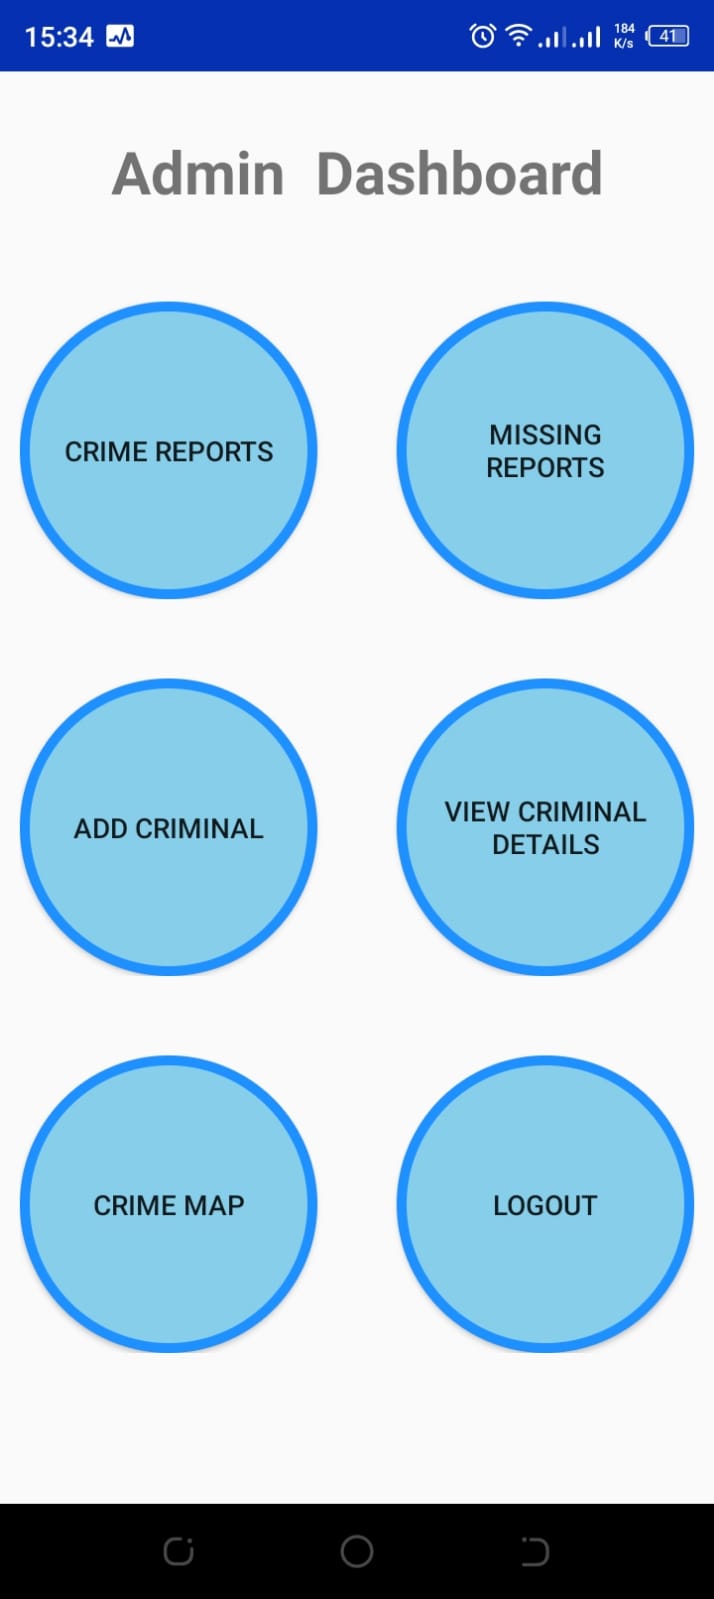 15:34
184
K/s
41
Admin  Dashboard
CRIME REPORTS
MISSING
REPORTS
ADD CRIMINAL
VIEW CRIMINAL
DETAILS
CRIME MAP
LOGOUT